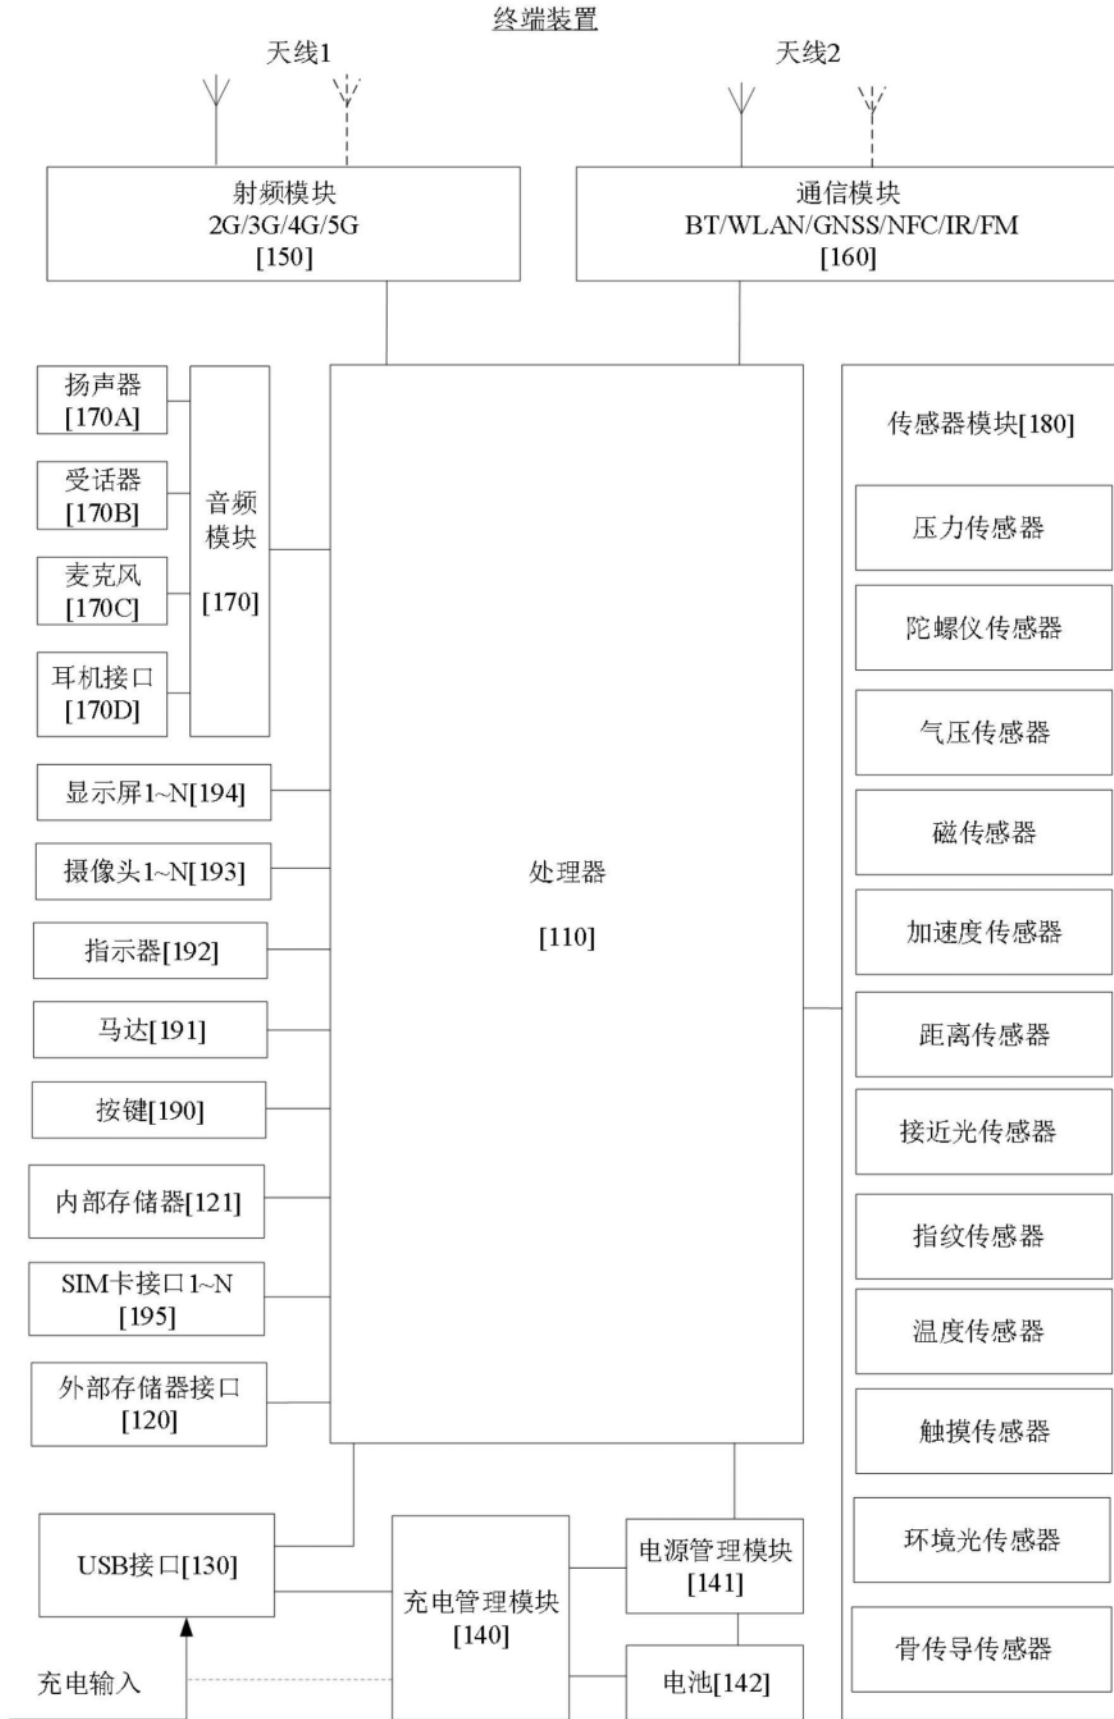 终端装置
天线1
天线2
射频模块
2G/3G/4G/5G
[150]
通信模块
BT/WLAN/GNSS/NFC/IR/FM
[160]
扬声器
[170A]
受话器
[170B]
麦克风
[170C]
耳机接口
[170D]
音频
模块
[170]
显示屏1~N[194]
摄像头1~N[193]
指示器[192]
马达[191]
按键[190]
内部存储器[121]
SIM卡接口1~N
[195]
外部存储器接口
[120]
处理器
[110]
传感器模块[180]
压力传感器
陀螺仪传感器
气压传感器
磁传感器
加速度传感器
距离传感器
接近光传感器
指纹传感器
温度传感器
触摸传感器
环境光传感器
骨传导传感器
USB接口[130]
充电输入
充电管理模块
[140]
电源管理模块
[141]
电池[142]